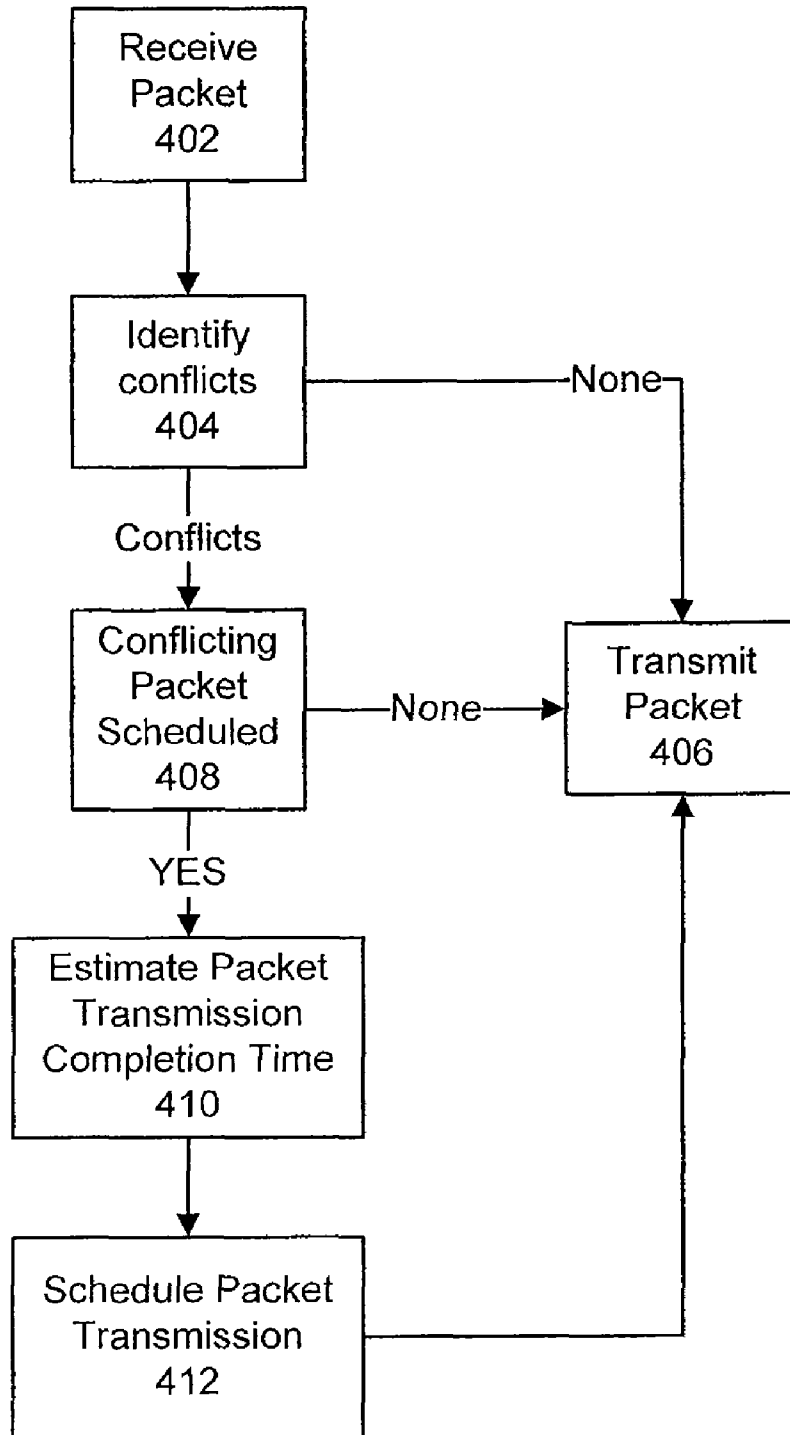 Receive
Packet
402
Identify
conflicts
404
None
Conflicts
Conflicting
Packet
Scheduled
408
None
Transmit
Packet
406
YES
Estimate Packet
Transmission
Completion Time
410
Schedule Packet
Transmission
412